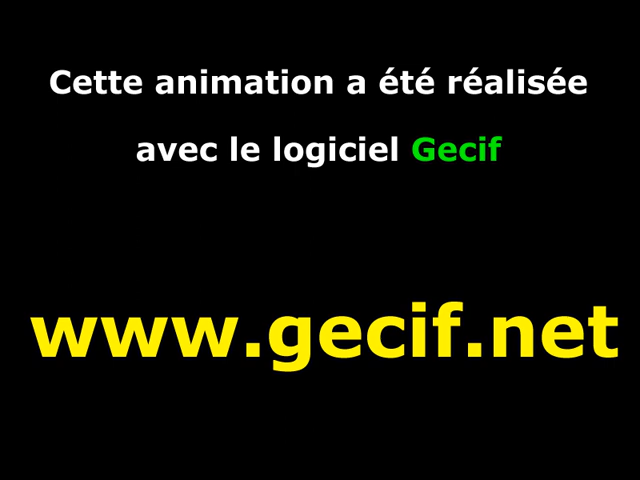 Cette animation a été réalisée
avec le logiciel Gecif
www.gecif.net